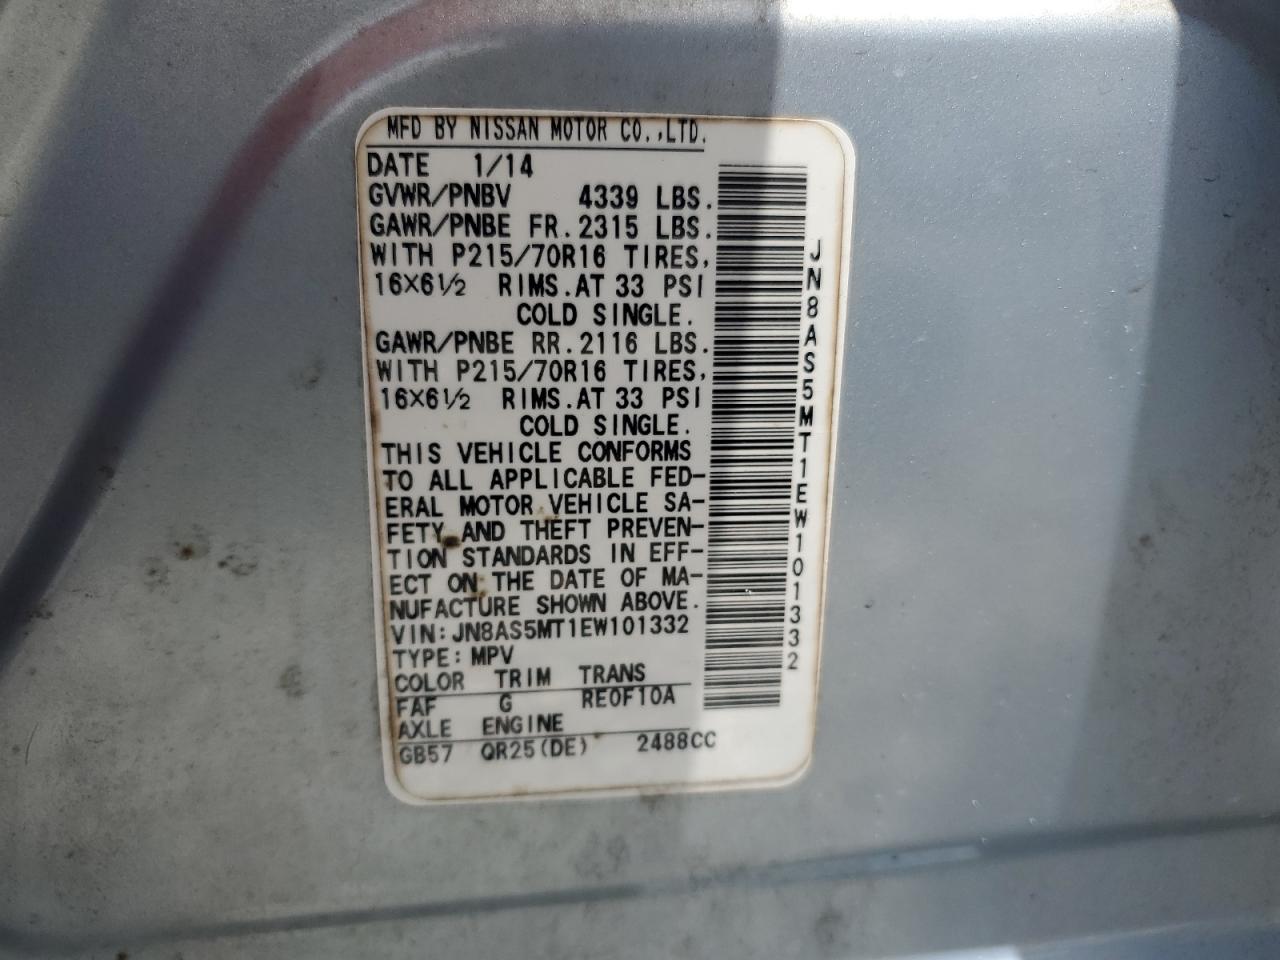 MFD BY NISSAN MOTOR CO.,LTD.
DATE 1/14
GVWR/PNBV 4339 LBS.
GAWR/PNBE FR.2315 LBS.
WITH P215/70R16 TIRES,
16X6½ RIMS.AT 33 PSI
COLD SINGLE.
GAWR/PNBE RR.2116 LBS.
WITH P215/70R16 TIRES,
16X6½ RIMS.AT 33 PSI
COLD SINGLE.
THIS VEHICLE CONFORMS
TO ALL APPLICABLE FED-
ERAL MOTOR VEHICLE SA-
FETY AND THEFT PREVEN-
TION STANDARDS IN EFF-
ECT ON THE DATE OF MA-
NUFACTURE SHOWN ABOVE.
VIN:JN8AS5MT1EW101332
TYPE:MPV
COLOR TRIM TRANS
FAF G RE0F10A
AXLE ENGINE
GB57 QR25(DE) 2488CC
JN8AS5MT1EW101332